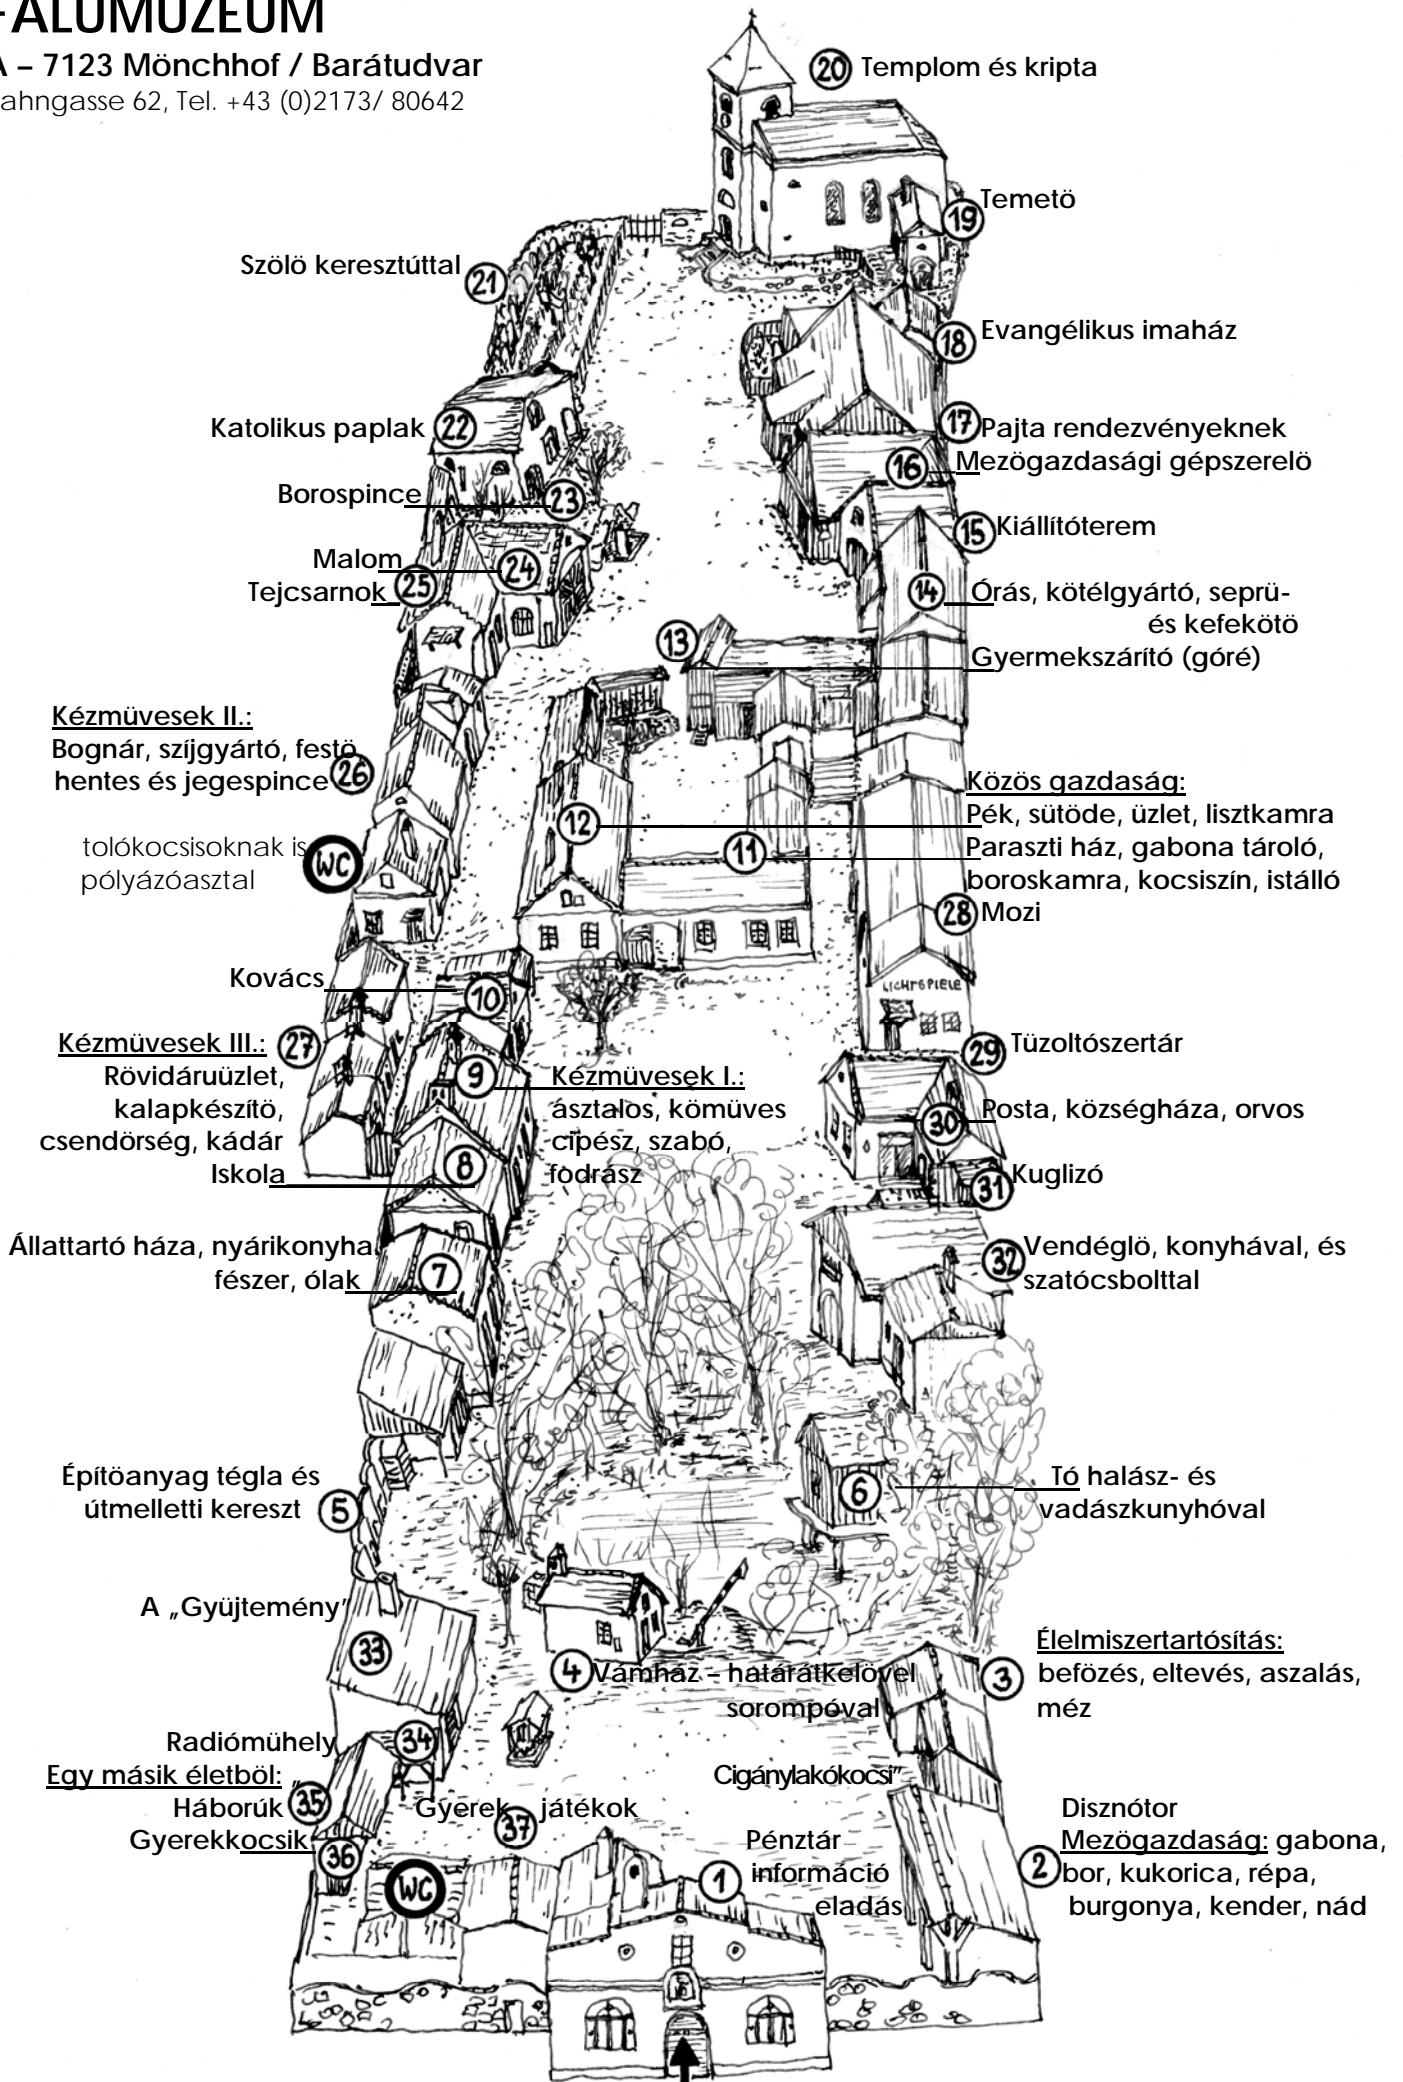 FALUMÚZEUM
A – 7123 Mönchhof / Barátudvar
ahngasse 62, Tel. +43 (0)2173/ 80642
20 Templom és kripta
19 Temetö
Szölö keresztúttal 21
18 Evangélikus imaház
Katolikus paplak 22
17 Pajta rendezvényeknek
16 Mezögazdasági gépszerelö
Borospince 23
15 Kiállítóterem
Malom 24
Tejcsarnok 25
14 Órás, kötélgyártó, seprü-
és kefekötö
13 Gyermekszárító (góré)
Kézmüvesek II.:
Bognár, szíjgyártó, festö,
hentes és jegespince 26
Közös gazdaság:
12 Pék, sütöde, üzlet, lisztkamra
11 Paraszti ház, gabona tároló,
boroskamra, kocsiszín, istálló
tolókocsisoknak is
pólyázóasztal
WC
28 Mozi
LICHTSPIELE
Kovács 10
Kézmüvesek III.: 27
Rövidáruüzlet,
kalapkészítö,
csendörség, kádár
9 Kézmüvesek I.:
asztalos, kömüves
cipész, szabó,
fodrász
29 Tüzoltószertár
30 Posta, községháza, orvos
Iskola 8
31 Kuglizó
Állattartó háza, nyárikonyha,
fészer, ólak 7
32 Vendéglö, konyhával, és
szatócsbolttal
Építöanyag tégla és
útmelletti kereszt 5
6 Tó halász- és
vadászkunyhóval
A „Gyüjtemény"
33
4 Vámház – határátkelövel
sorompóval
Élelmiszertartósítás:
3 befözés, eltevés, aszalás,
méz
Radiómühely 34
Egy másik életböl: „
Háborúk 35
Gyerekkocsik 36
Cigánylakókocsi"
Gyerek játékok
37
WC
1 Pénztár
információ
eladás
Disznótor
Mezögazdaság: gabona,
2 bor, kukorica, répa,
burgonya, kender, nád